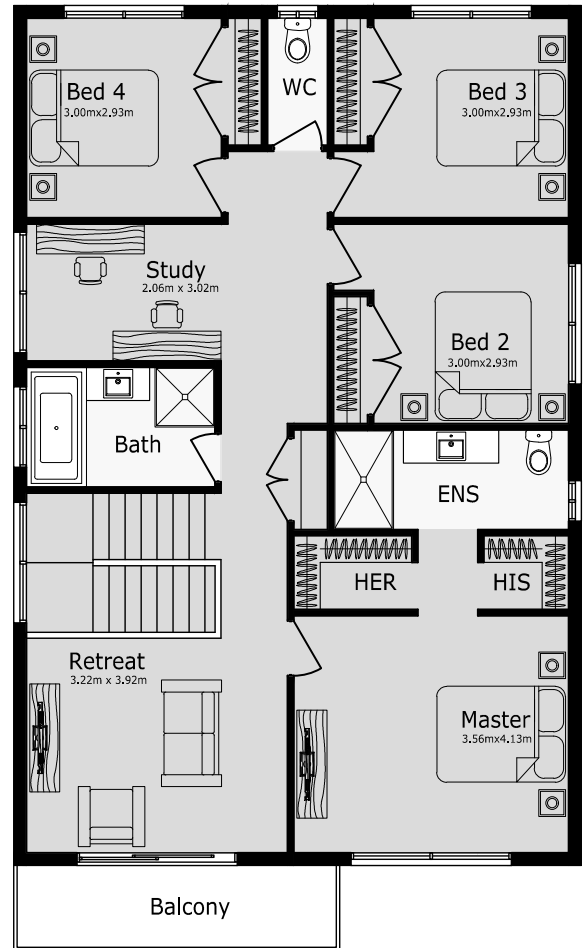 Bed 4
3.00mx2.93m
WC
Bed 3
3.00mx2.93m
Study
2.06m x 3.02m
Bed 2
3.00mx2.93m
Bath
ENS
HER
HIS
Retreat
3.22m x 3.92m
Master
3.56mx4.13m
Balcony